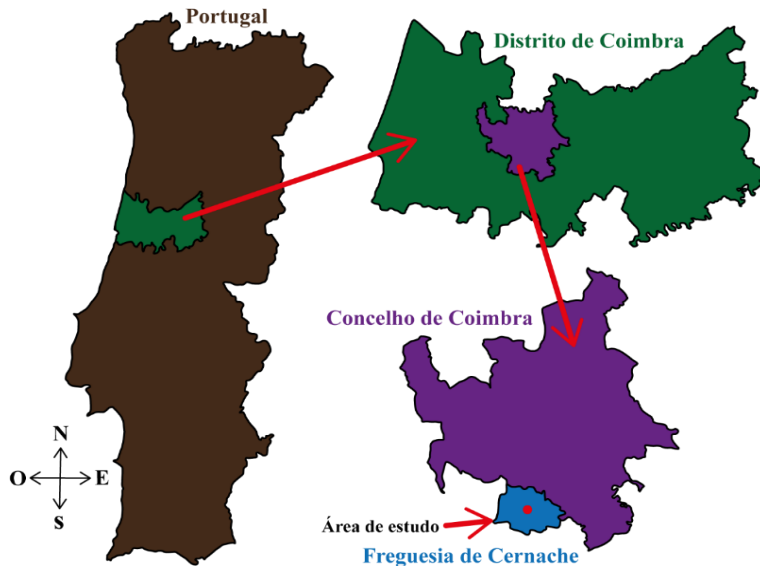 Portugal
Distrito de Coimbra
Concelho de Coimbra
N
O E
S
Área de estudo
Freguesia de Cernache